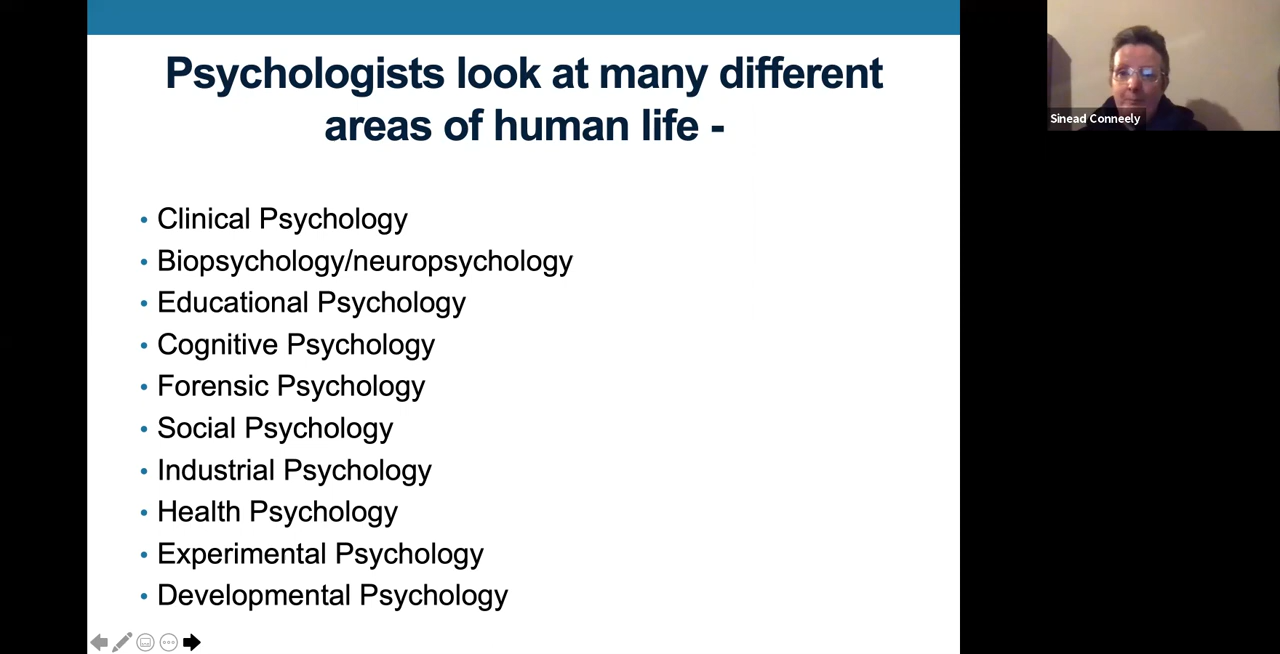 Psychologists look at many different
areas of human life -
• Clinical Psychology
• Biopsychology/neuropsychology
• Educational Psychology
• Cognitive Psychology
• Forensic Psychology
• Social Psychology
• Industrial Psychology
• Health Psychology
• Experimental Psychology
• Developmental Psychology
Sinead Conneely